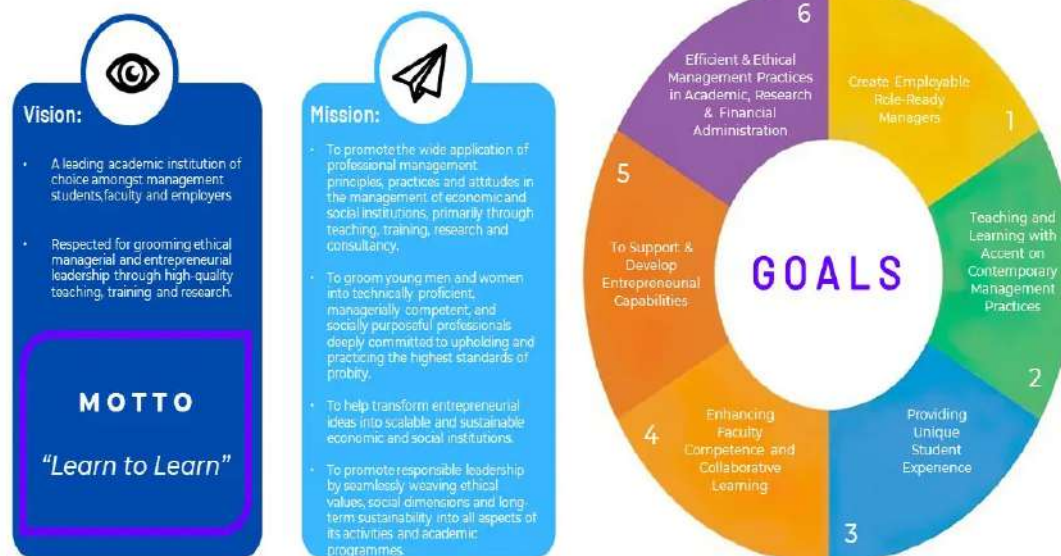 Vision:
• A leading academic institution of
choice amongst management
students,faculty and employers
• Respected for grooming ethical
managerial and entrepreneurial
leadership through high-quality
teaching, training and research.
MOTTO
“Learn to Learn”
Mission:
• To promote the wide application of
professional management
principles, practices and attitudes in
the management of economic and
social institutions, primarily through
teaching, training, research and
consultancy.
• To groom young men and women
into technically proficient,
managerially competent, and
socially purposeful professionals
deeply committed to upholding and
practicing the highest standards of
probity.
• To help transform entrepreneurial
ideas into scalable and sustainable
economic and social institutions.
• To promote responsible leadership
by seamlessly weaving ethical
values, social dimensions and long-
term sustainability into all aspects of
its activities and academic
programmes.
GOALS
Create Employable
Role-Ready
Managers
1
Teaching and
Learning with
Accent on
Contemporary
Management
Practices
2
Providing
Unique
Student
Experience
3
Enhancing
Faculty
Competence and
Collaborative
Learning
4
To Support &
Develop
Entrepreneurial
Capabilities
5
Efficient & Ethical
Management Practices
in Academic, Research
& Financial
Administration
6